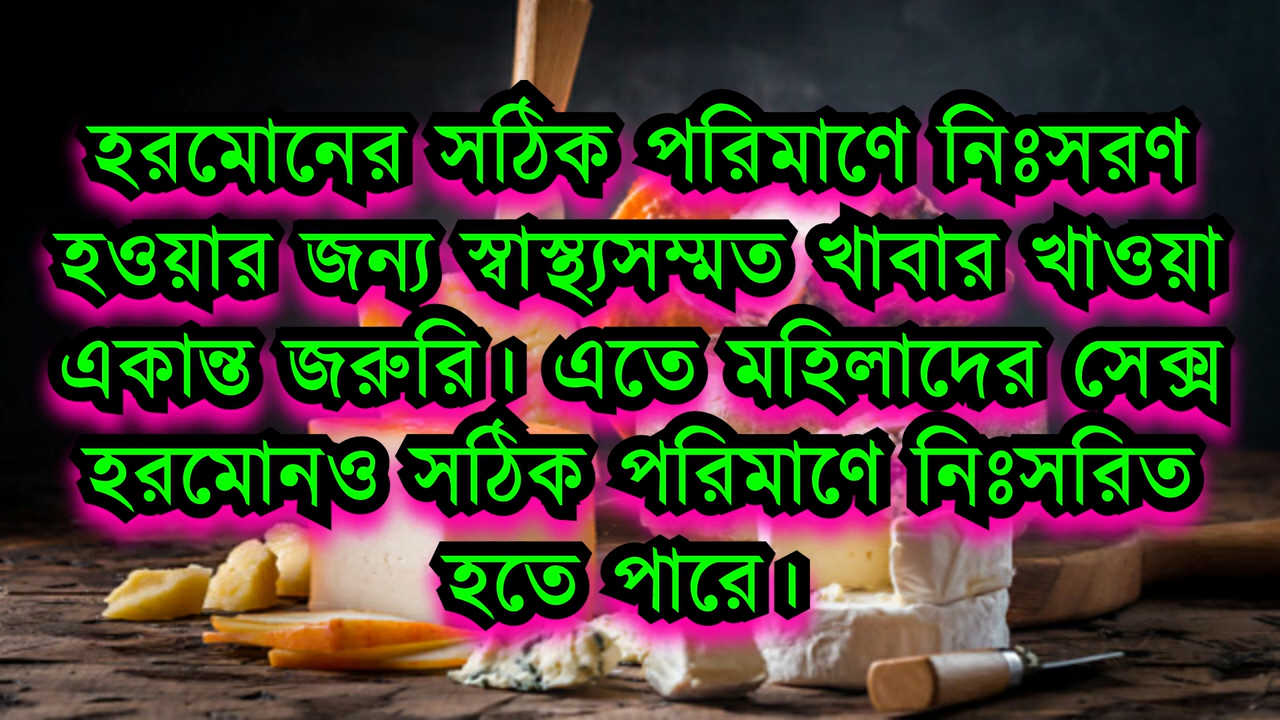 হরমোনের সঠিক পরিমাণে নিঃসরণ
হওয়ার জন্য স্বাস্থ্যসম্মত খাবার খাওয়া
একান্ত জরুরি। এতে মহিলাদের সেক্স
হরমোনও সঠিক পরিমাণে নিঃসরিত
হতে পারে।